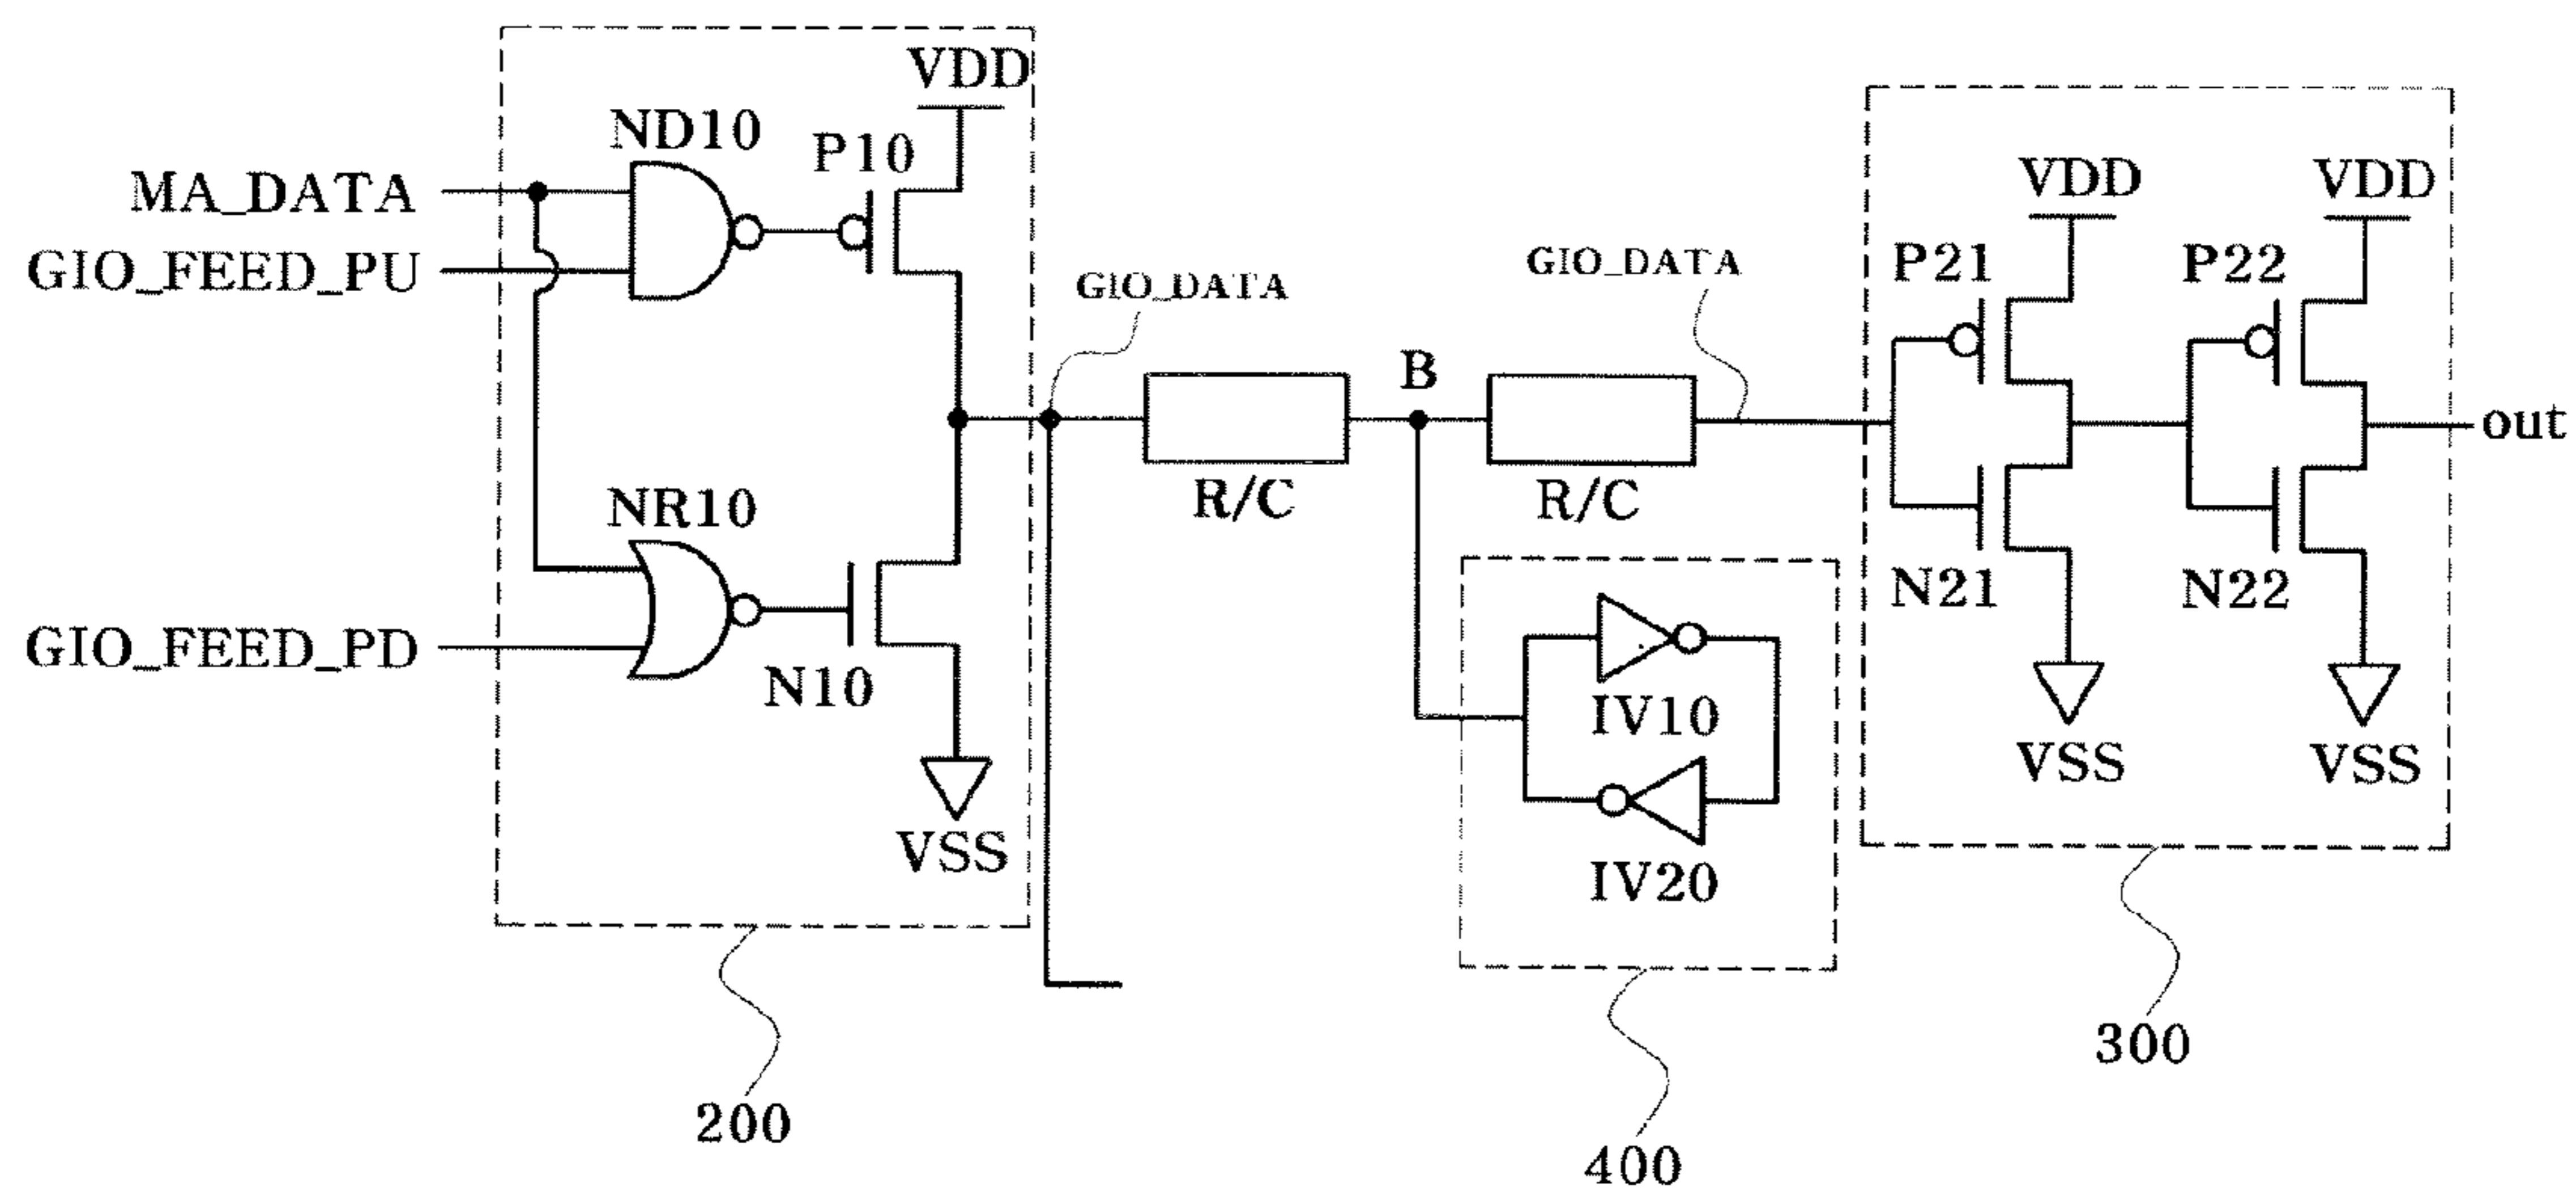 VDD
ND10
P10
MA_DATA
GIO_FEED_PU
NR10
GIO_FEED_PD
N10
VSS
200
GIO_DATA
R/C
B
GIO_DATA
R/C
IV10
IV20
400
VDD
VDD
P21
P22
out
N21
N22
VSS
VSS
300